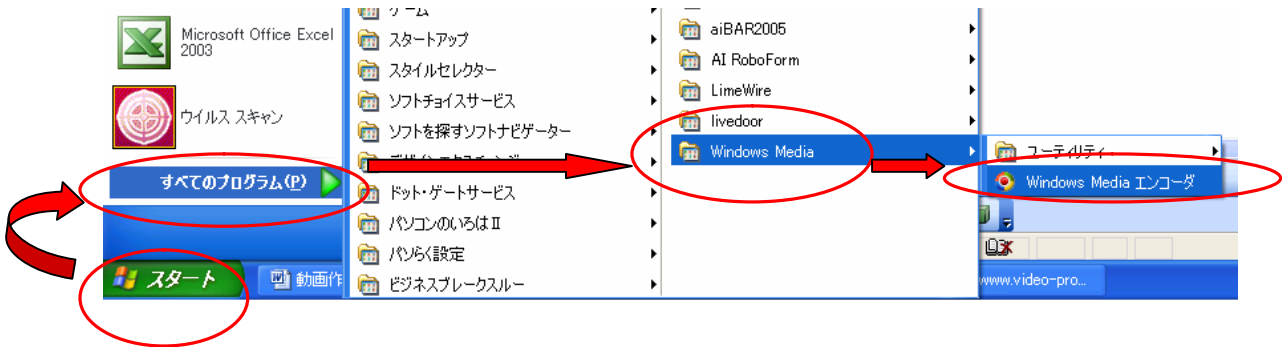 Microsoft Office Excel
2003
ウイルス スキャン
すべてのプログラム(P)
スタート
動画作
ゲーム
スタートアップ
スタイルセレクター
ソフトチョイスサービス
ソフトを探すソフトナビゲーター
ドット・ゲートサービス
パソコンのいろはⅡ
パソらく設定
ビジネスブレークスルー
aiBAR2005
AI RoboForm
LimeWire
livedoor
Windows Media
ユーティリティ
Windows Media エンコーダ
www.video-pro...